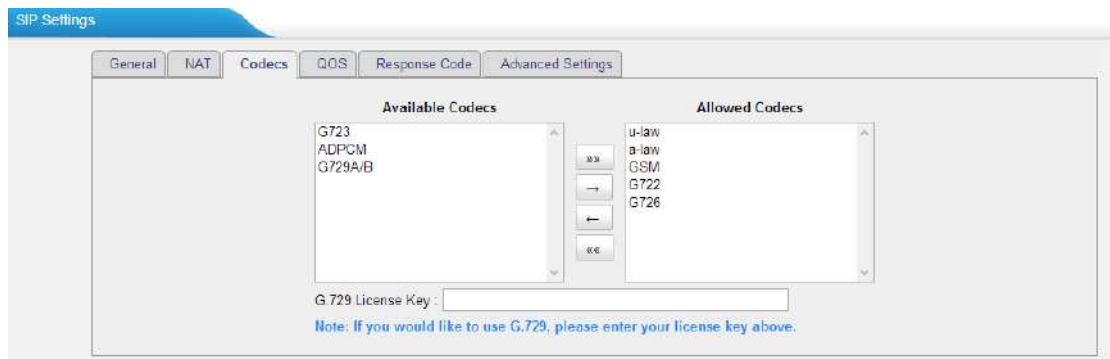 SIP Settings
General NAT Codecs QOS Response Code Advanced Settings
Available Codecs Allowed Codecs
G723
ADPCM
G729A/B
»»
→
←
««
u-law
a-law
GSM
G722
G726
G.729 License Key :
Note: If you would like to use G.729, please enter your license key above.